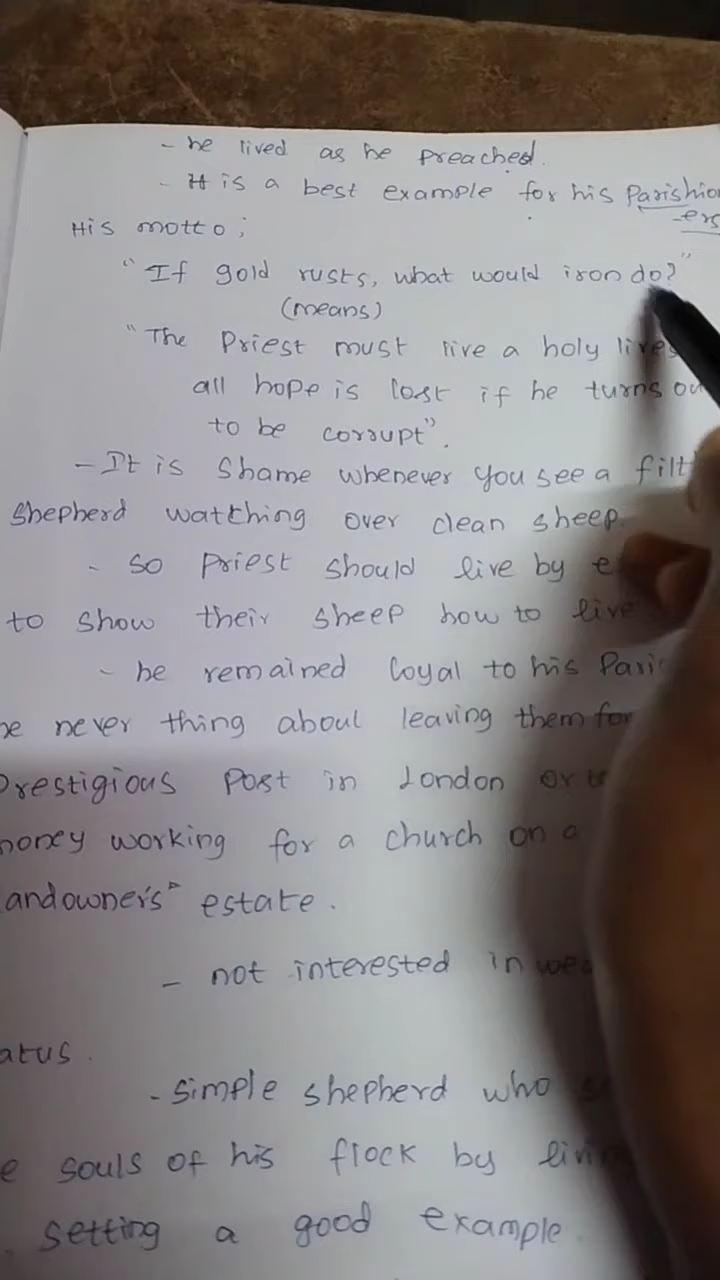 - he lived as he preached.
- It is a best example for his Parishion
-ers
His motto;
"If gold rusts, what would iron do?"
(means)
"The Priest must live a holy lives
all hope is lost if he turns ou
to be corrupt".
- It is shame whenever you see a filt
shepherd watching over clean sheep.
- so Priest should live by
to show their sheep how to live
- he remained loyal to his Pari
he never thing about leaving them for
Prestigious Post in London or
money working for a church on a
andowner's estate.
- not interested in
atus.
- simple shepherd who
e souls of his flock by livin
setting a good example.